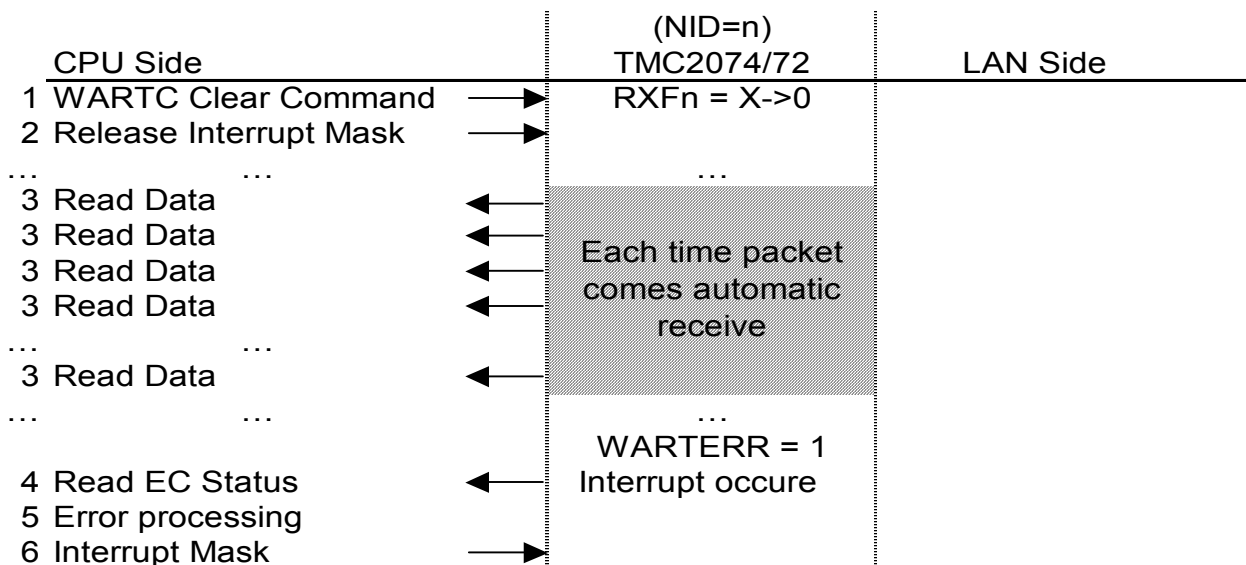 (NID=n)
CPU Side TMC2074/72 LAN Side
1 WARTC Clear Command RXFn = X->0
2 Release Interrupt Mask
... ... ...
3 Read Data
3 Read Data
Each time packet
3 Read Data
comes automatic
3 Read Data
receive
... ...
3 Read Data
... ... ...
WARTERR = 1
4 Read EC Status Interrupt occure
5 Error processing
6 Interrupt Mask